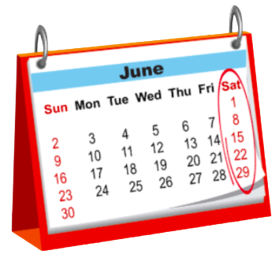 June
Sun Mon Tue Wed Thu Fri Sat
1
2 3 4 5 6 7 8
9 10 11 12 13 14 15
16 17 18 19 20 21 22
23 24 25 26 27 28 29
30